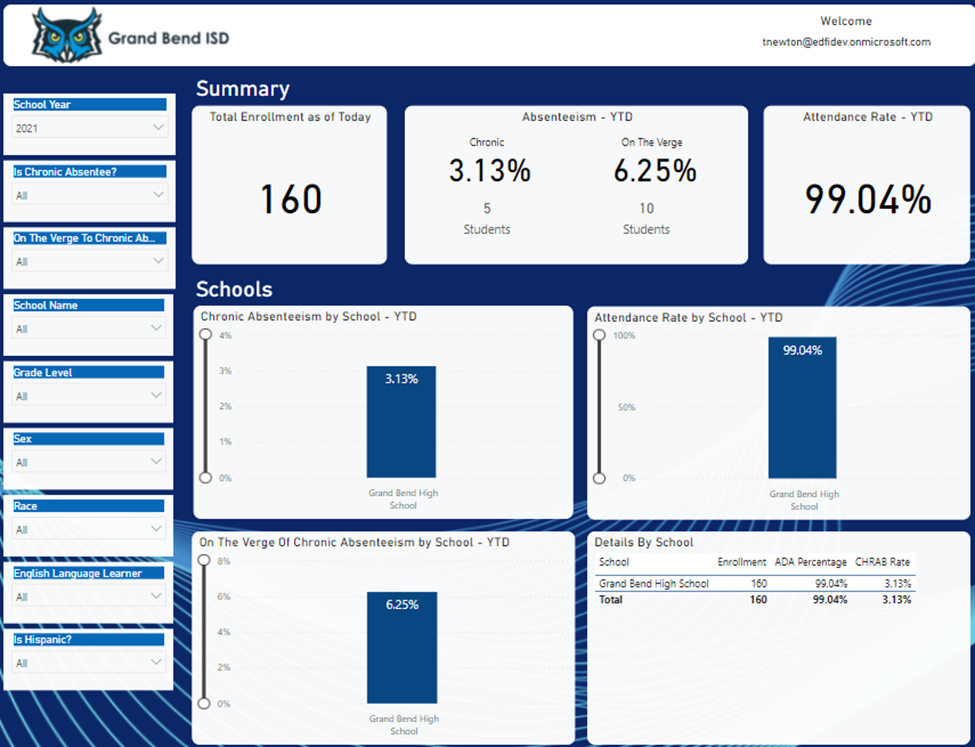 Grand Bend ISD
Welcome
tnewton@edfidev.onmicrosoft.com
School Year
2021
Is Chronic Absentee?
All
On The Verge To Chronic Ab...
All
School Name
All
Grade Level
All
Sex
All
Race
All
English Language Learner
All
Is Hispanic?
All
Summary
Total Enrollment as of Today
160
Absenteeism - YTD
Chronic
3.13%
5
Students
On The Verge
6.25%
10
Students
Attendance Rate - YTD
99.04%
Schools
Chronic Absenteeism by School - YTD
4%
3%
2%
1%
0%
3.13%
Grand Bend High
School
Attendance Rate by School - YTD
100%
50%
0%
99.04%
Grand Bend High
School
On The Verge Of Chronic Absenteeism by School - YTD
8%
6%
4%
2%
0%
6.25%
Grand Bend High
School
Details By School
School Enrollment ADA Percentage CHRAB Rate
Grand Bend High School 160 99.04% 3.13%
Total 160 99.04% 3.13%